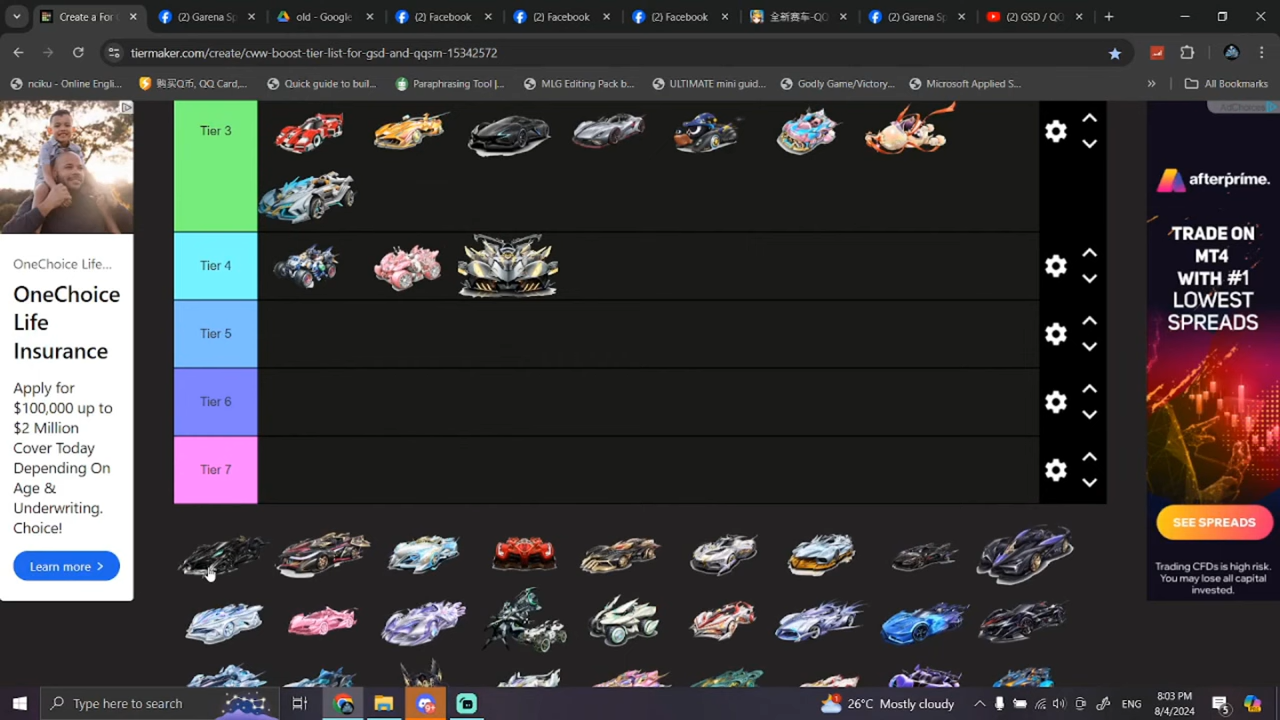 Create a For C
(2) Garena Sp
old - Google
(2) Facebook
(2) Facebook
(2) Facebook
全新赛车-QQ
(2) Garena Sp
(2) GSD / QQ
tiermaker.com/create/cww-boost-tier-list-for-gsd-and-qqsm-15342572
nciku - Online Engli...
购买Q币, QQ Card,...
Quick guide to buil...
Paraphrasing Tool |...
MLG Editing Pack b...
ULTIMATE mini guid...
Godly Game/Victory...
Microsoft Applied S...
All Bookmarks
Tier 3
Tier 4
Tier 5
Tier 6
Tier 7
OneChoice Life...
OneChoice
Life
Insurance
Apply for
$100,000 up to
$2 Million
Cover Today
Depending On
Age &
Underwriting.
Choice!
Learn more
AdChoices
afterprime.
TRADE ON
MT4
WITH #1
LOWEST
SPREADS
SEE SPREADS
Trading CFDs is high risk.
You may lose all capital
invested.
Type here to search
26°C Mostly cloudy
ENG
8:03 PM
8/4/2024
5